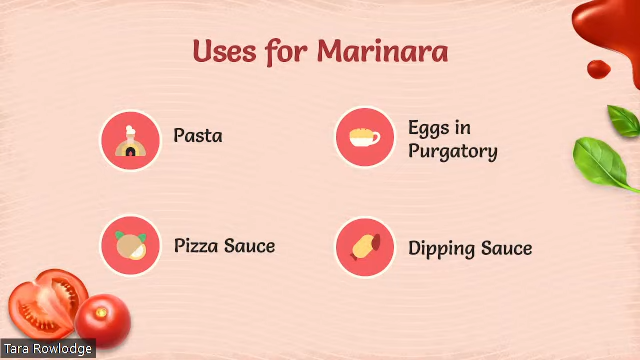 Uses for Marinara
Pasta
Eggs in
Purgatory
Pizza Sauce
Dipping Sauce
Tara Rowlodge